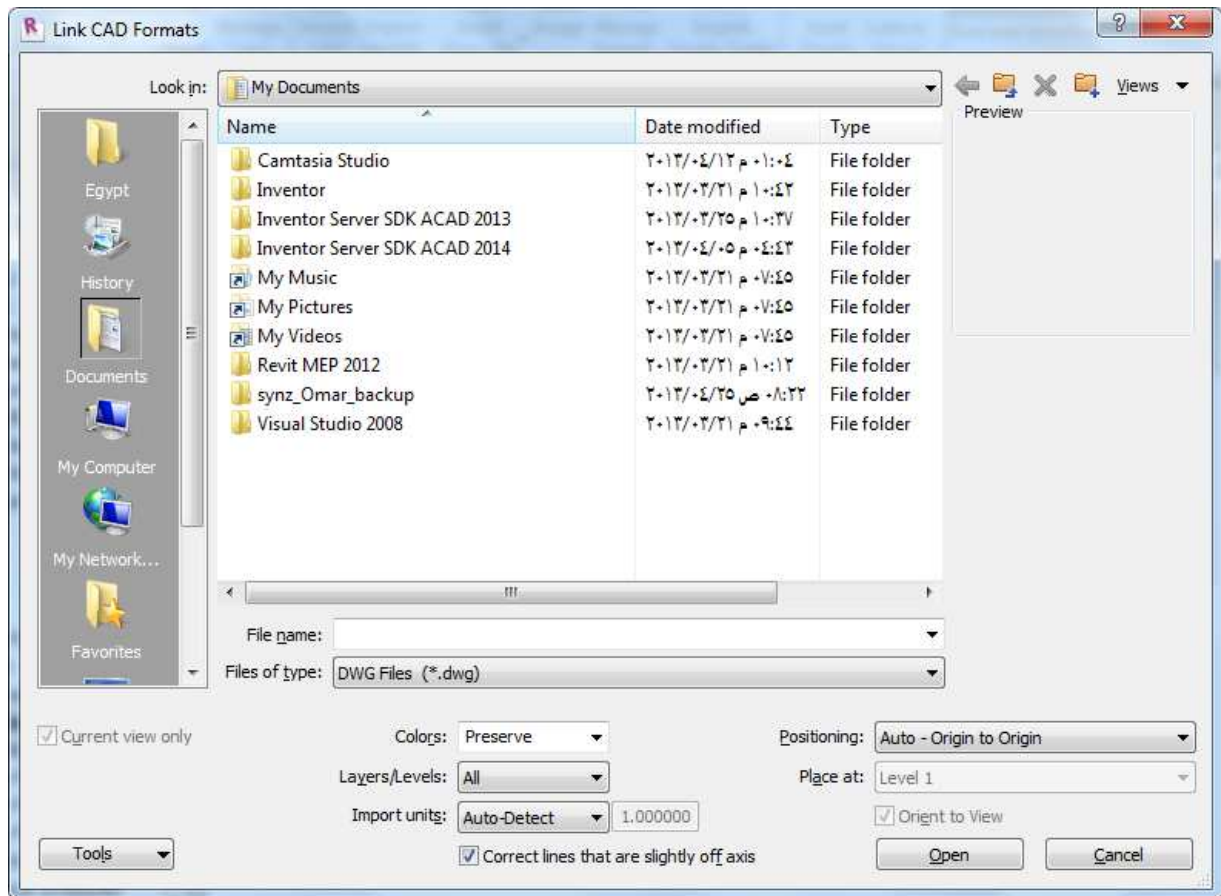 Link CAD Formats
Look in: My Documents Views
Preview
Name Date modified Type
Camtasia Studio ٢٠١٣/٠٤/١٢ م ٠١:٠٤ File folder
Inventor ٢٠١٣/٠٣/٢١ م ١٠:٤٢ File folder
Inventor Server SDK ACAD 2013 ٢٠١٣/٠٣/٢٥ م ١٠:٣٧ File folder
Inventor Server SDK ACAD 2014 ٢٠١٣/٠٤/٠٥ م ٠٤:٤٣ File folder
My Music ٢٠١٣/٠٣/٢١ م ٠٧:٤٥ File folder
My Pictures ٢٠١٣/٠٣/٢١ م ٠٧:٤٥ File folder
My Videos ٢٠١٣/٠٣/٢١ م ٠٧:٤٥ File folder
Revit MEP 2012 ٢٠١٣/٠٣/٢١ م ١٠:١٢ File folder
synz_Omar_backup ٢٠١٣/٠٤/٢٥ ص ٠٨:٢٢ File folder
Visual Studio 2008 ٢٠١٣/٠٣/٢١ م ٠٩:٤٤ File folder
Egypt
History
Documents
My Computer
My Network...
Favorites
File name:
Files of type: DWG Files (*.dwg)
Current view only Colors: Preserve Positioning: Auto - Origin to Origin
Layers/Levels: All Place at: Level 1
Import units: Auto-Detect 1.000000 Orient to View
Tools Correct lines that are slightly off axis Open Cancel